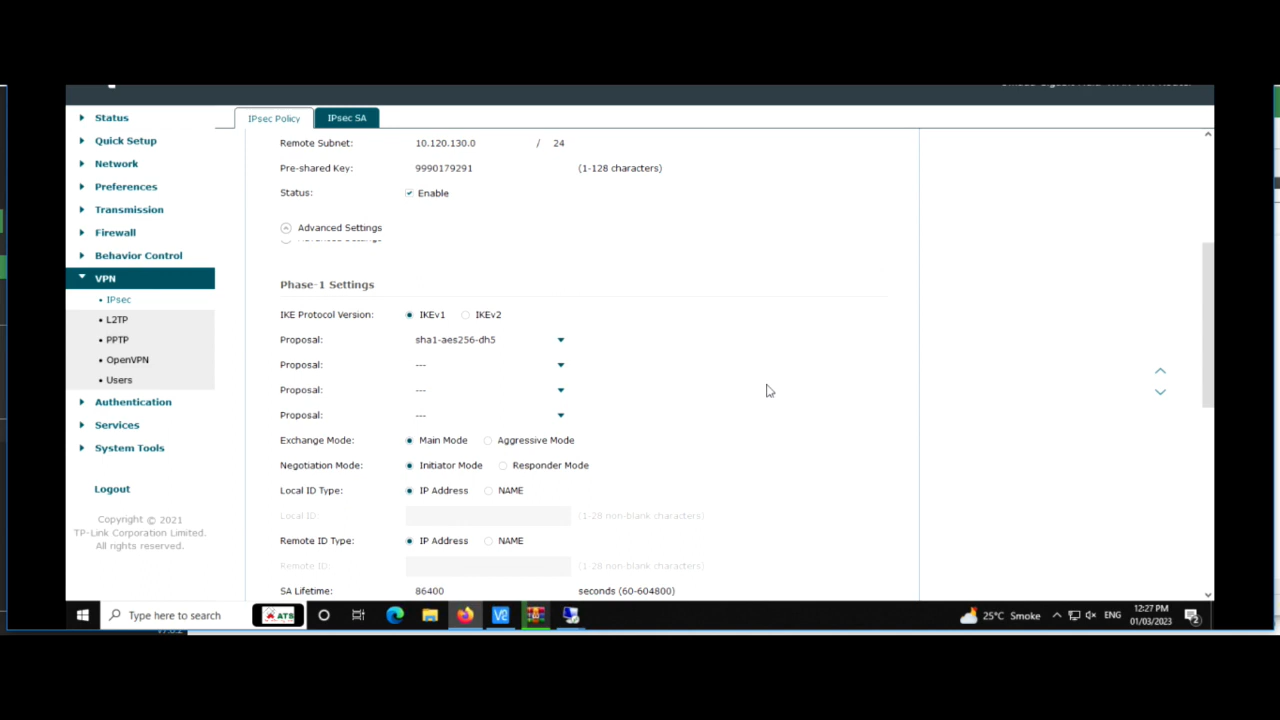 IPsec Policy IPsec SA
Status
Quick Setup
Network
Preferences
Transmission
Firewall
Behavior Control
VPN
• IPsec
• L2TP
• PPTP
• OpenVPN
• Users
Authentication
Services
System Tools
Logout
Copyright © 2021
TP-Link Corporation Limited.
All rights reserved.
Remote Subnet: 10.120.130.0 / 24
Pre-shared Key: 9990179291 (1-128 characters)
Status: Enable
Advanced Settings
Phase-1 Settings
IKE Protocol Version: IKEv1 IKEv2
Proposal: sha1-aes256-dh5
Proposal: ---
Proposal: ---
Proposal: ---
Exchange Mode: Main Mode Aggressive Mode
Negotiation Mode: Initiator Mode Responder Mode
Local ID Type: IP Address NAME
Local ID: (1-28 non-blank characters)
Remote ID Type: IP Address NAME
Remote ID: (1-28 non-blank characters)
SA Lifetime: 86400 seconds (60-604800)
Type here to search ATS 25°C Smoke ENG 12:27 PM
01/03/2023 2